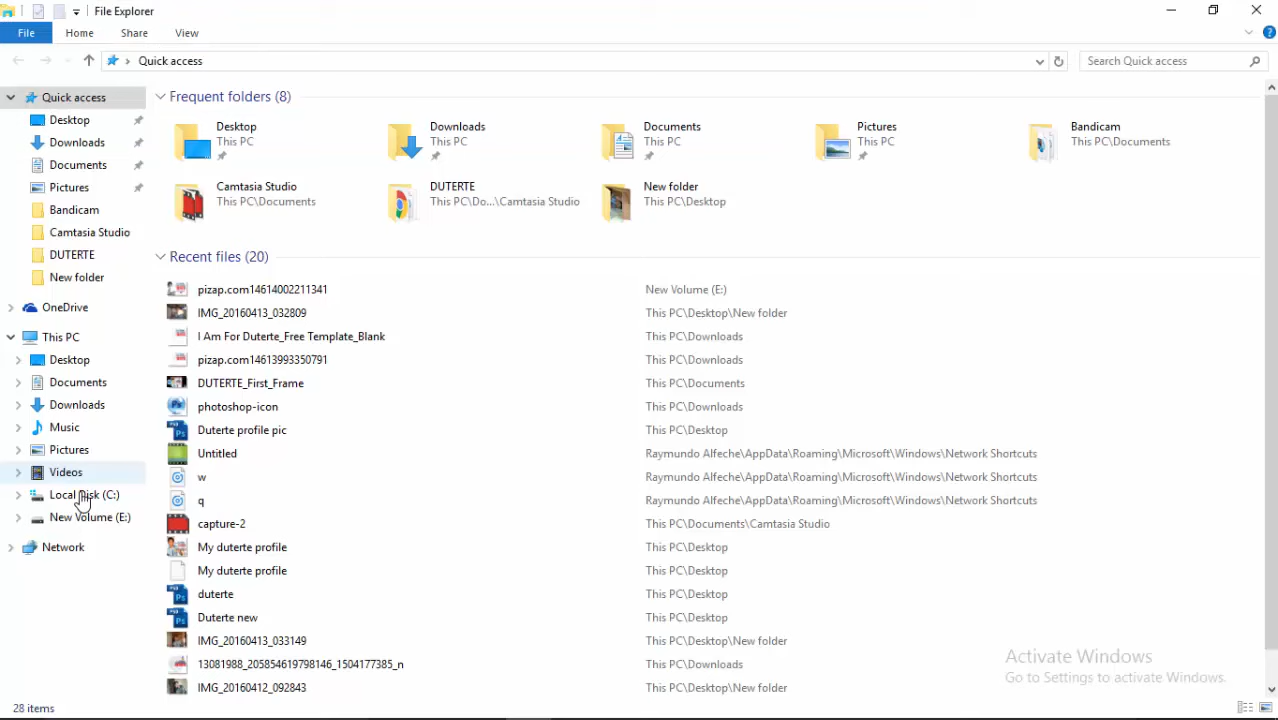 File Explorer
File Home Share View
Quick access
Search Quick access
Quick access
Desktop
Downloads
Documents
Pictures
Bandicam
Camtasia Studio
DUTERTE
New folder
OneDrive
This PC
Desktop
Documents
Downloads
Music
Pictures
Videos
Local Disk (C:)
New Volume (E:)
Network
Frequent folders (8)
Desktop
This PC
Downloads
This PC
Documents
This PC
Pictures
This PC
Bandicam
This PC\Documents
Camtasia Studio
This PC\Documents
DUTERTE
This PC\Do...\Camtasia Studio
New folder
This PC\Desktop
Recent files (20)
pizap.com14614002211341 New Volume (E:)
IMG_20160413_032809 This PC\Desktop\New folder
I Am For Duterte_Free Template_Blank This PC\Downloads
pizap.com14613993350791 This PC\Downloads
DUTERTE_First_Frame This PC\Documents
photoshop-icon This PC\Downloads
Duterte profile pic This PC\Desktop
Untitled Raymundo Alfeche\AppData\Roaming\Microsoft\Windows\Network Shortcuts
w Raymundo Alfeche\AppData\Roaming\Microsoft\Windows\Network Shortcuts
q Raymundo Alfeche\AppData\Roaming\Microsoft\Windows\Network Shortcuts
capture-2 This PC\Documents\Camtasia Studio
My duterte profile This PC\Desktop
My duterte profile This PC\Desktop
duterte This PC\Desktop
Duterte new This PC\Desktop
IMG_20160413_033149 This PC\Desktop\New folder
13081988_205854619798146_1504177385_n This PC\Downloads
IMG_20160412_092843 This PC\Desktop\New folder
Activate Windows
Go to Settings to activate Windows.
28 items